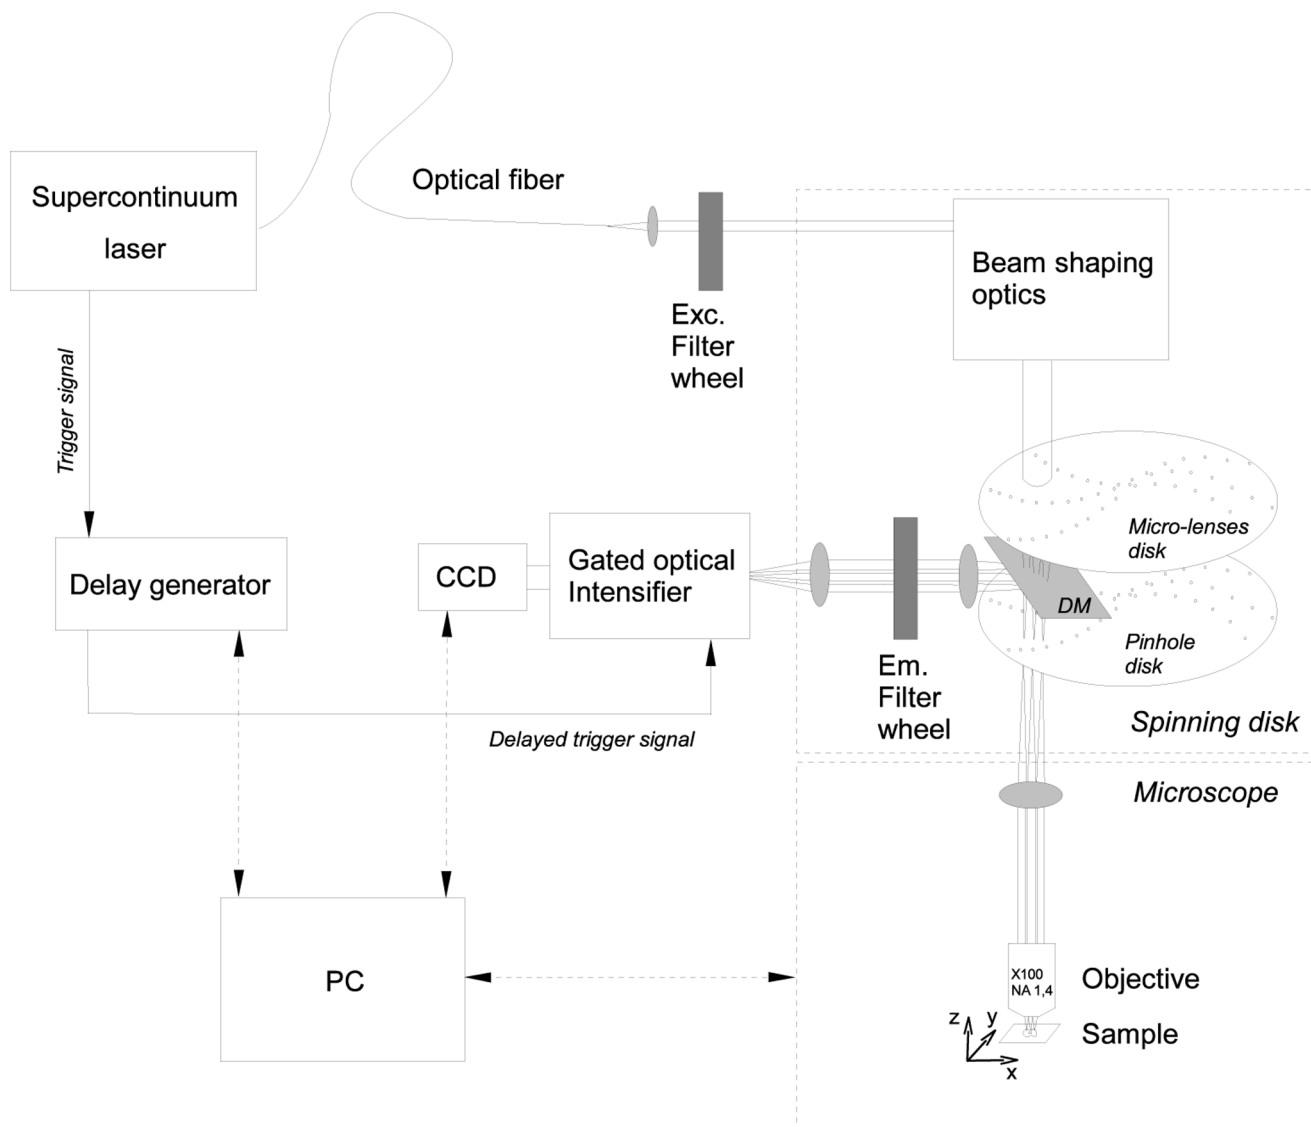 Optical fiber
Supercontinuum
laser
Exc.
Filter
wheel
Beam shaping
optics
Trigger signal
Micro-lenses
disk
DM
Pinhole
disk
Delay generator
CCD
Gated optical
Intensifier
Em.
Filter
wheel
Delayed trigger signal
Spinning disk
Microscope
PC
X100
NA 1,4
Objective
Sample
z
y
x